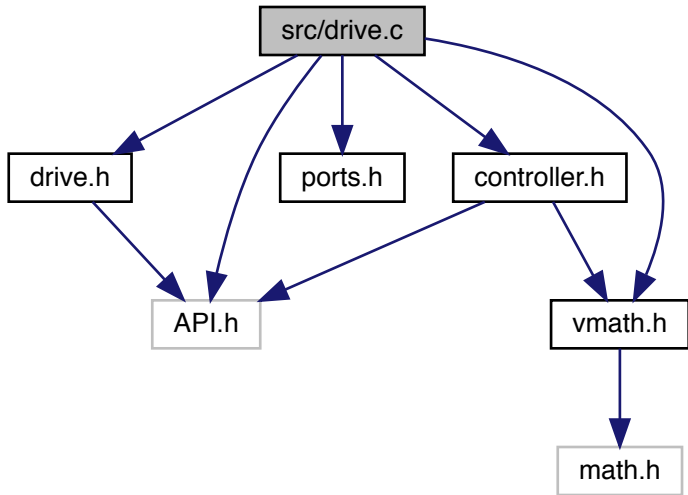 src/drive.c
drive.h
ports.h
controller.h
API.h
vmath.h
math.h